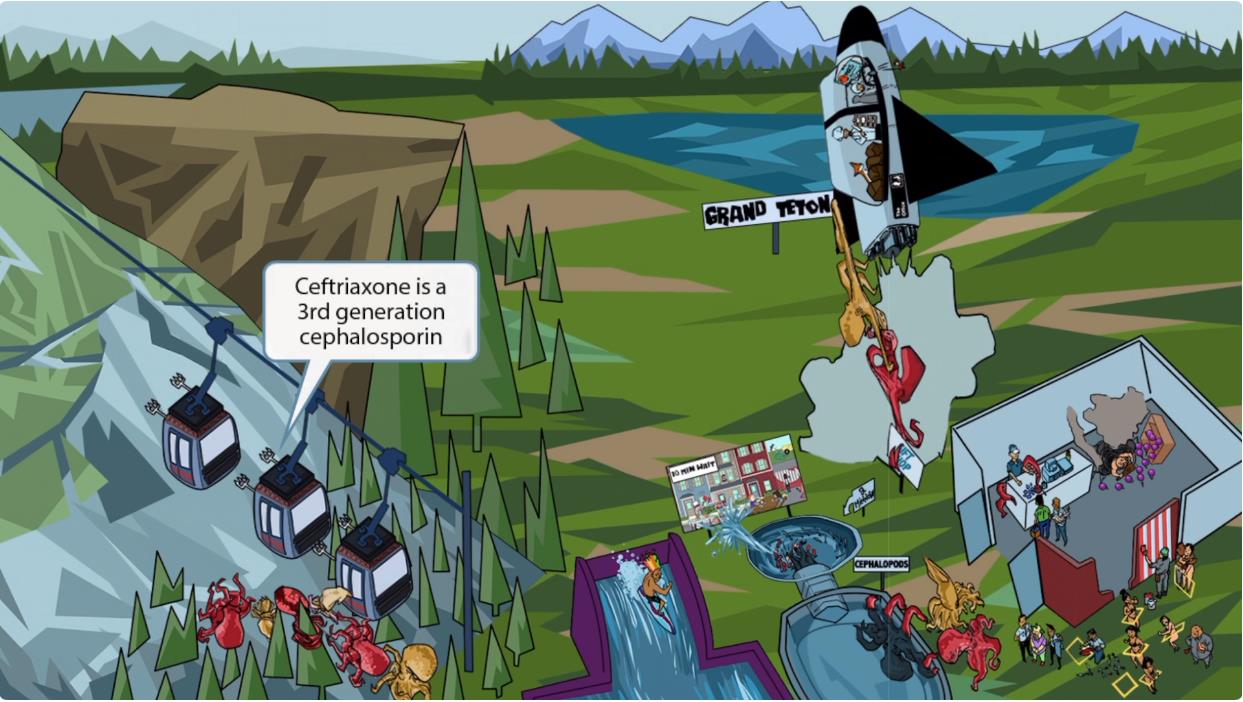 GRAND TETON
Ceftriaxone is a
3rd generation
cephalosporin
10 MIN WAIT
CEPHALOPODS